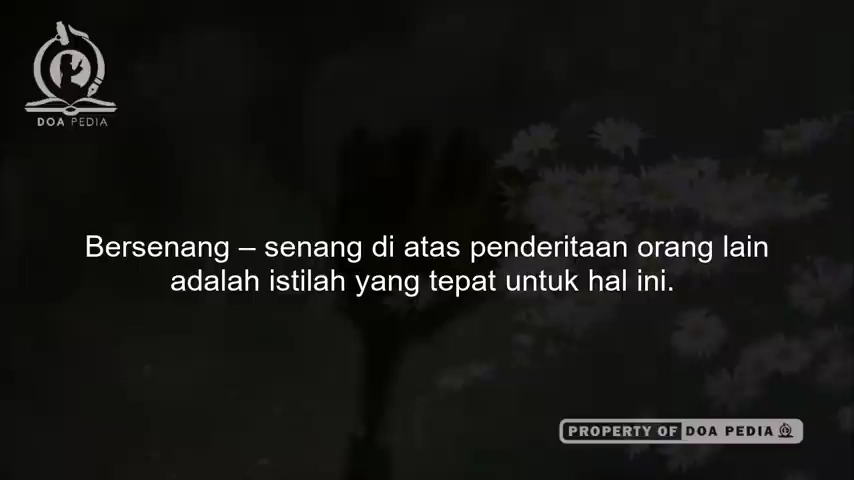 DOA PEDIA
Bersenang – senang di atas penderitaan orang lain
adalah istilah yang tepat untuk hal ini.
PROPERTY OF DOA PEDIA